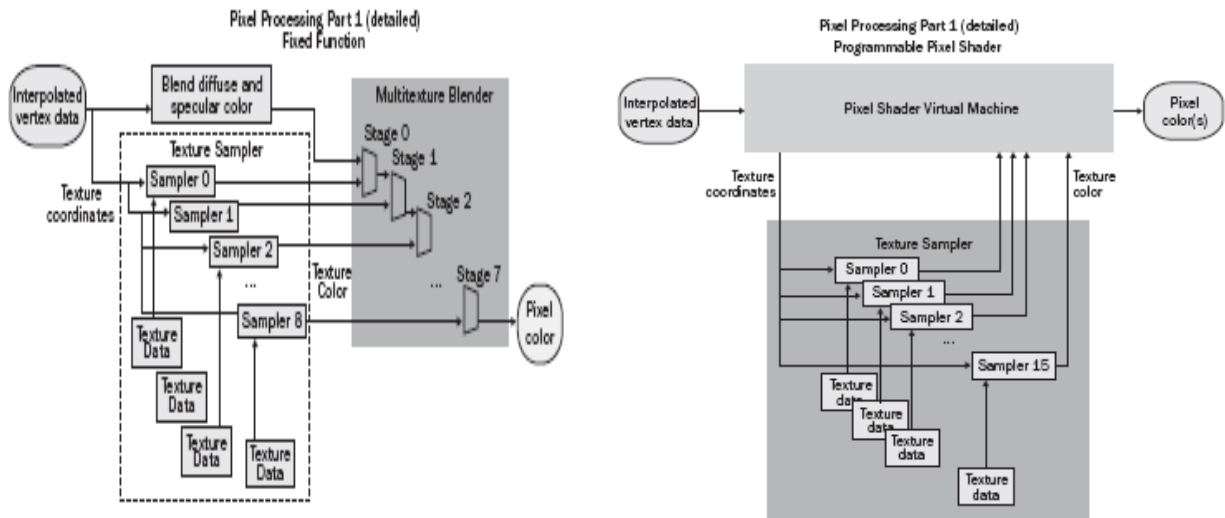 Pixel Processing Part 1 (detailed)
Fixed Function
Interpolated
vertex data
Blend diffuse and
specular color
Multitexture Blender
Stage 0
Stage 1
Stage 2
...
Stage 7
Texture Sampler
Texture
coordinates
Sampler 0
Sampler 1
Sampler 2
...
Sampler 8
Texture
Color
Texture
Data
Texture
Data
Texture
Data
Texture
Data
Pixel
color
Pixel Processing Part 1 (detailed)
Programmable Pixel Shader
Interpolated
vertex data
Pixel Shader Virtual Machine
Pixel
color(s)
Texture
coordinates
Texture
color
Texture Sampler
Sampler 0
Sampler 1
Sampler 2
...
Sampler 15
Texture
data
Texture
data
Texture
data
Texture
data